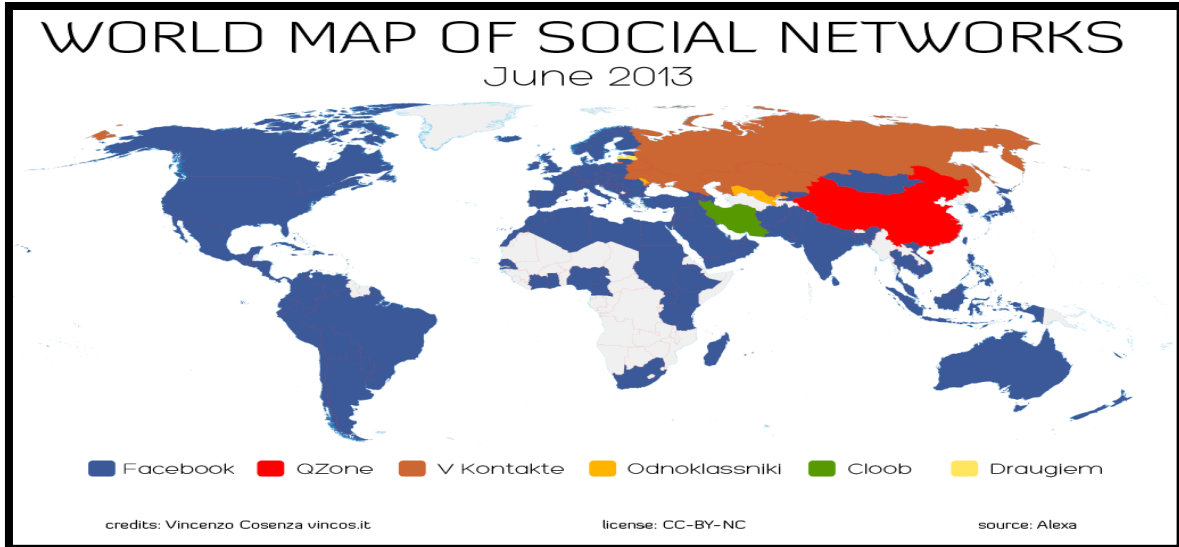 WORLD MAP OF SOCIAL NETWORKS
June 2013
Facebook QZone V Kontakte Odnoklassniki Cloob Draugiem
credits: Vincenzo Cosenza vincos.it license: CC-BY-NC source: Alexa